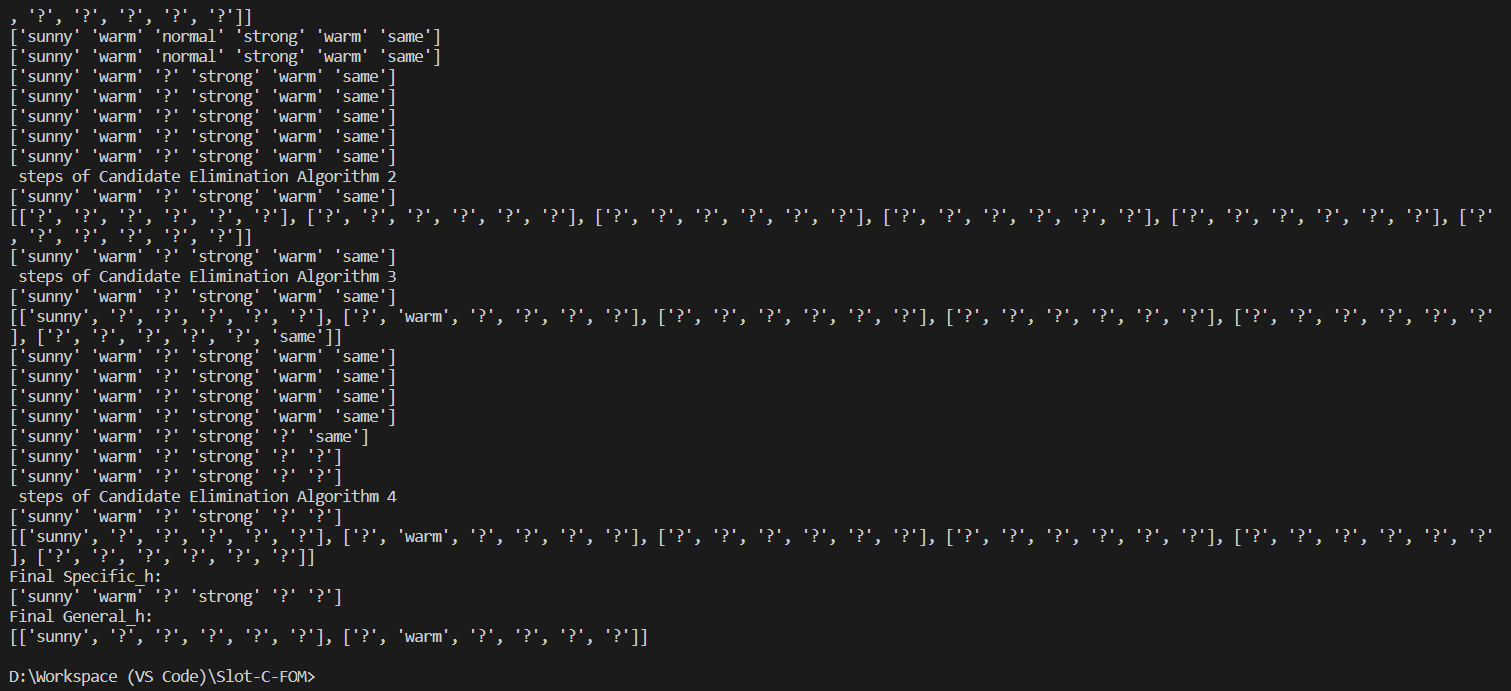 , '?', '?', '?', '?', '?']]
['sunny' 'warm' 'normal' 'strong' 'warm' 'same']
['sunny' 'warm' 'normal' 'strong' 'warm' 'same']
['sunny' 'warm' '?' 'strong' 'warm' 'same']
['sunny' 'warm' '?' 'strong' 'warm' 'same']
['sunny' 'warm' '?' 'strong' 'warm' 'same']
['sunny' 'warm' '?' 'strong' 'warm' 'same']
['sunny' 'warm' '?' 'strong' 'warm' 'same']
 steps of Candidate Elimination Algorithm 2
['sunny' 'warm' '?' 'strong' 'warm' 'same']
[['?', '?', '?', '?', '?', '?'], ['?', '?', '?', '?', '?', '?'], ['?', '?', '?', '?', '?', '?'], ['?', '?', '?', '?', '?', '?'], ['?', '?', '?', '?', '?', '?'], ['?'
, '?', '?', '?', '?', '?']]
['sunny' 'warm' '?' 'strong' 'warm' 'same']
 steps of Candidate Elimination Algorithm 3
['sunny' 'warm' '?' 'strong' 'warm' 'same']
[['sunny', '?', '?', '?', '?', '?'], ['?', 'warm', '?', '?', '?', '?'], ['?', '?', '?', '?', '?', '?'], ['?', '?', '?', '?', '?', '?'], ['?', '?', '?', '?', '?', '?'
], ['?', '?', '?', '?', '?', 'same']]
['sunny' 'warm' '?' 'strong' 'warm' 'same']
['sunny' 'warm' '?' 'strong' 'warm' 'same']
['sunny' 'warm' '?' 'strong' 'warm' 'same']
['sunny' 'warm' '?' 'strong' 'warm' 'same']
['sunny' 'warm' '?' 'strong' '?' 'same']
['sunny' 'warm' '?' 'strong' '?' '?']
['sunny' 'warm' '?' 'strong' '?' '?']
 steps of Candidate Elimination Algorithm 4
['sunny' 'warm' '?' 'strong' '?' '?']
[['sunny', '?', '?', '?', '?', '?'], ['?', 'warm', '?', '?', '?', '?'], ['?', '?', '?', '?', '?', '?'], ['?', '?', '?', '?', '?', '?'], ['?', '?', '?', '?', '?', '?'
], ['?', '?', '?', '?', '?', '?']]
Final Specific_h:
['sunny' 'warm' '?' 'strong' '?' '?']
Final General_h:
[['sunny', '?', '?', '?', '?', '?'], ['?', 'warm', '?', '?', '?', '?']]
D:\Workspace (VS Code)\Slot-C-FOM>